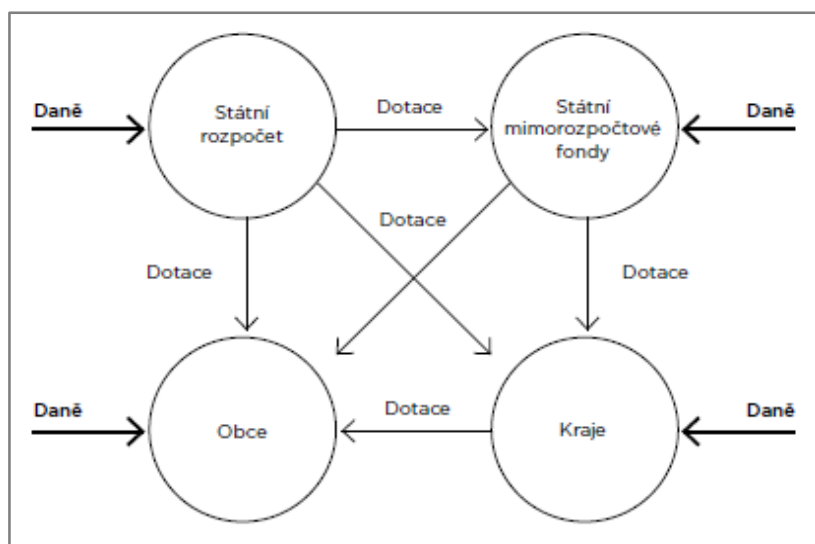 Daně
Státní
rozpočet
Dotace
Státní
mimorozpočtové
fondy
Daně
Dotace
Dotace
Dotace
Daně
Obce
Dotace
Kraje
Daně